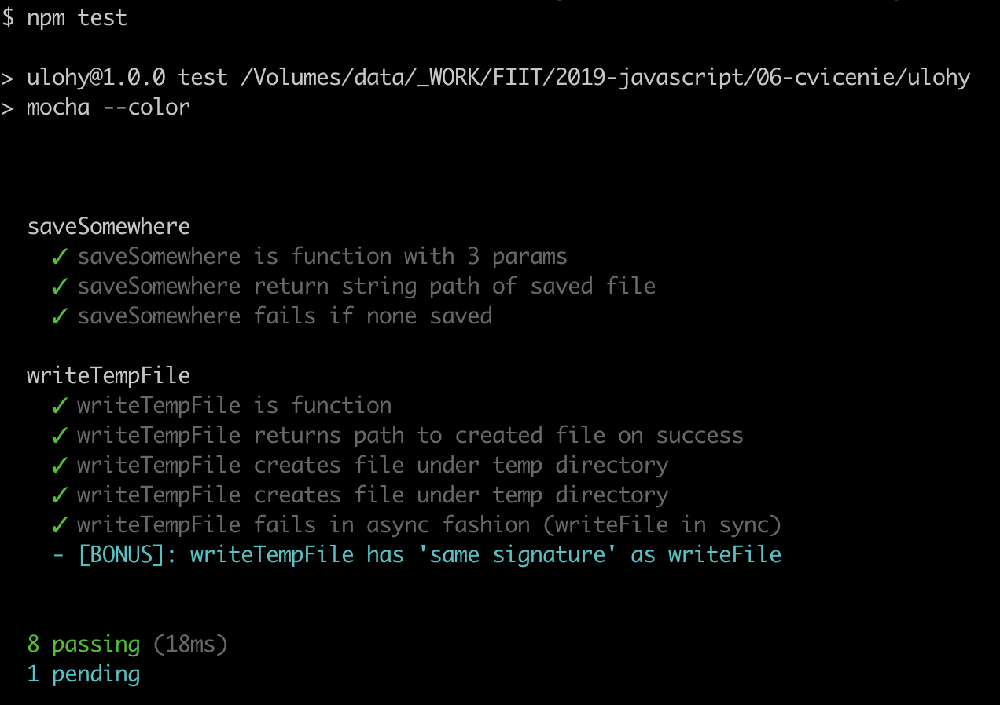 $ npm test
> ulohy@1.0.0 test /Volumes/data/_WORK/FIIT/2019-javascript/06-cvicenie/ulohy
> mocha --color
saveSomewhere
✓ saveSomewhere is function with 3 params
✓ saveSomewhere return string path of saved file
✓ saveSomewhere fails if none saved
writeTempFile
✓ writeTempFile is function
✓ writeTempFile returns path to created file on success
✓ writeTempFile creates file under temp directory
✓ writeTempFile creates file under temp directory
✓ writeTempFile fails in async fashion (writeFile in sync)
- [BONUS]: writeTempFile has 'same signature' as writeFile
8 passing (18ms)
1 pending